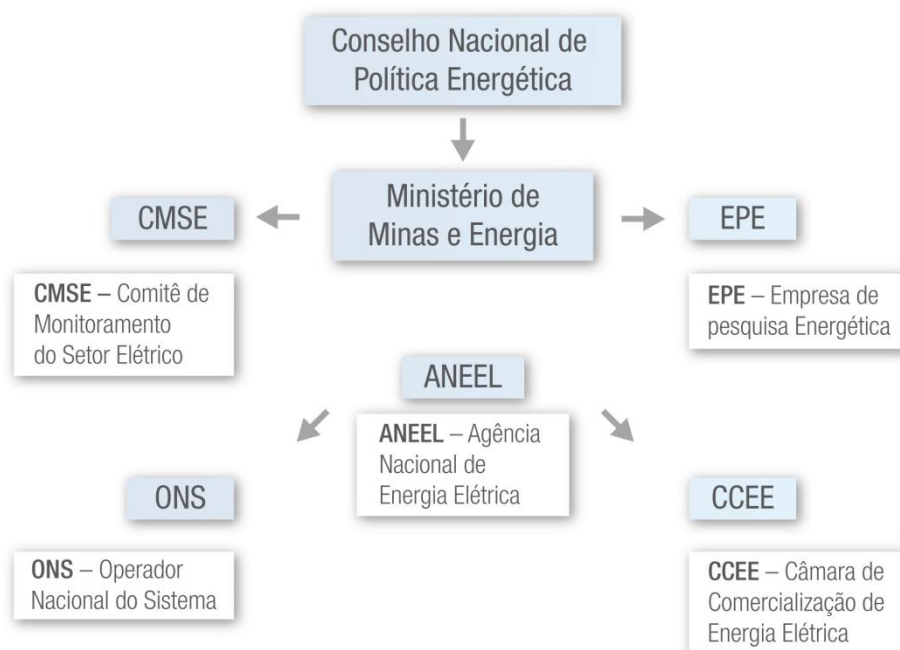 Conselho Nacional de
Política Energética
Ministério de
Minas e Energia
CMSE
EPE
CMSE – Comitê de
Monitoramento
do Setor Elétrico
EPE – Empresa de
pesquisa Energética
ANEEL
ANEEL – Agência
Nacional de
Energia Elétrica
ONS
CCEE
ONS – Operador
Nacional do Sistema
CCEE – Câmara de
Comercialização de
Energia Elétrica